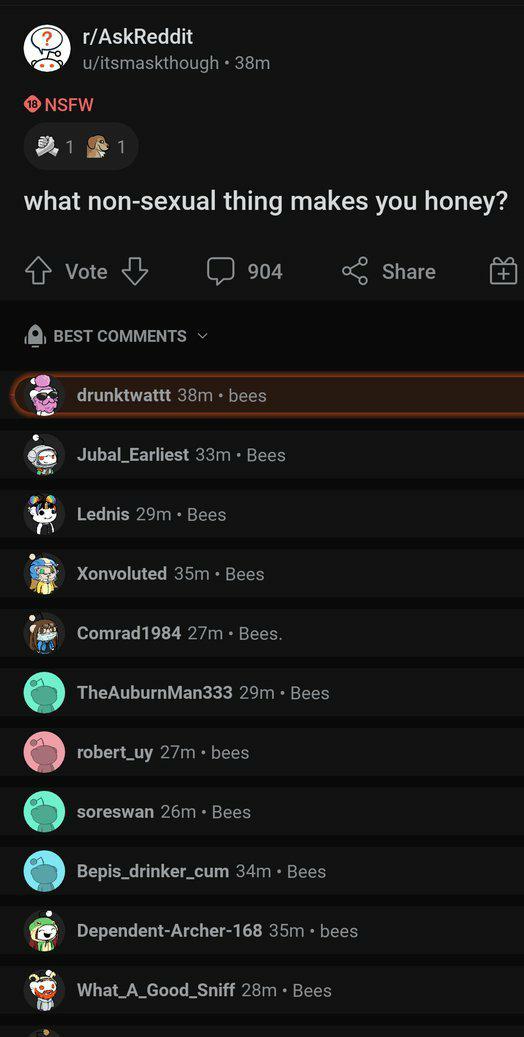 r/AskReddit
u/itsmaskthough • 38m
18 NSFW
1 1
what non-sexual thing makes you honey?
Vote 904 Share
BEST COMMENTS
drunktwattt 38m • bees
Jubal_Earliest 33m • Bees
Lednis 29m • Bees
Xonvoluted 35m • Bees
Comrad1984 27m • Bees.
TheAuburnMan333 29m • Bees
robert_uy 27m • bees
soreswan 26m • Bees
Bepis_drinker_cum 34m • Bees
Dependent-Archer-168 35m • bees
What_A_Good_Sniff 28m • Bees